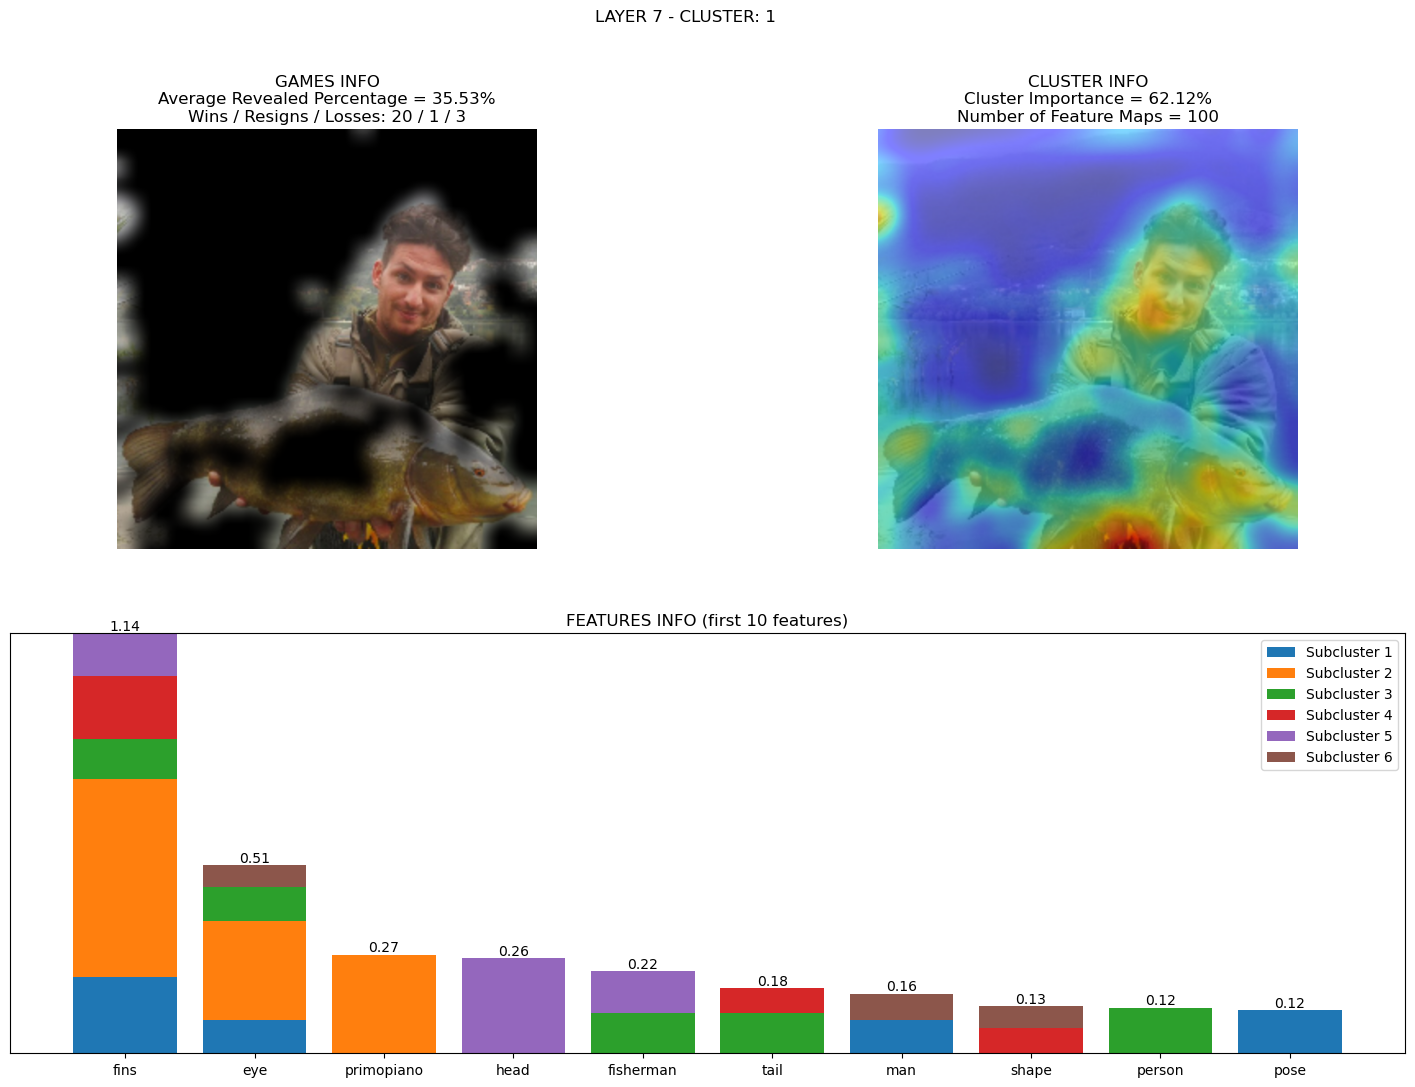 LAYER 7 - CLUSTER: 1
GAMES INFO
Average Revealed Percentage = 35.53%
Wins / Resigns / Losses: 20 / 1 / 3
CLUSTER INFO
Cluster Importance = 62.12%
Number of Feature Maps = 100
FEATURES INFO (first 10 features)
1.14
0.51
0.27
0.26
0.22
0.18
0.16
0.13
0.12
0.12
Subcluster 1
Subcluster 2
Subcluster 3
Subcluster 4
Subcluster 5
Subcluster 6
fins
eye
primopiano
head
fisherman
tail
man
shape
person
pose